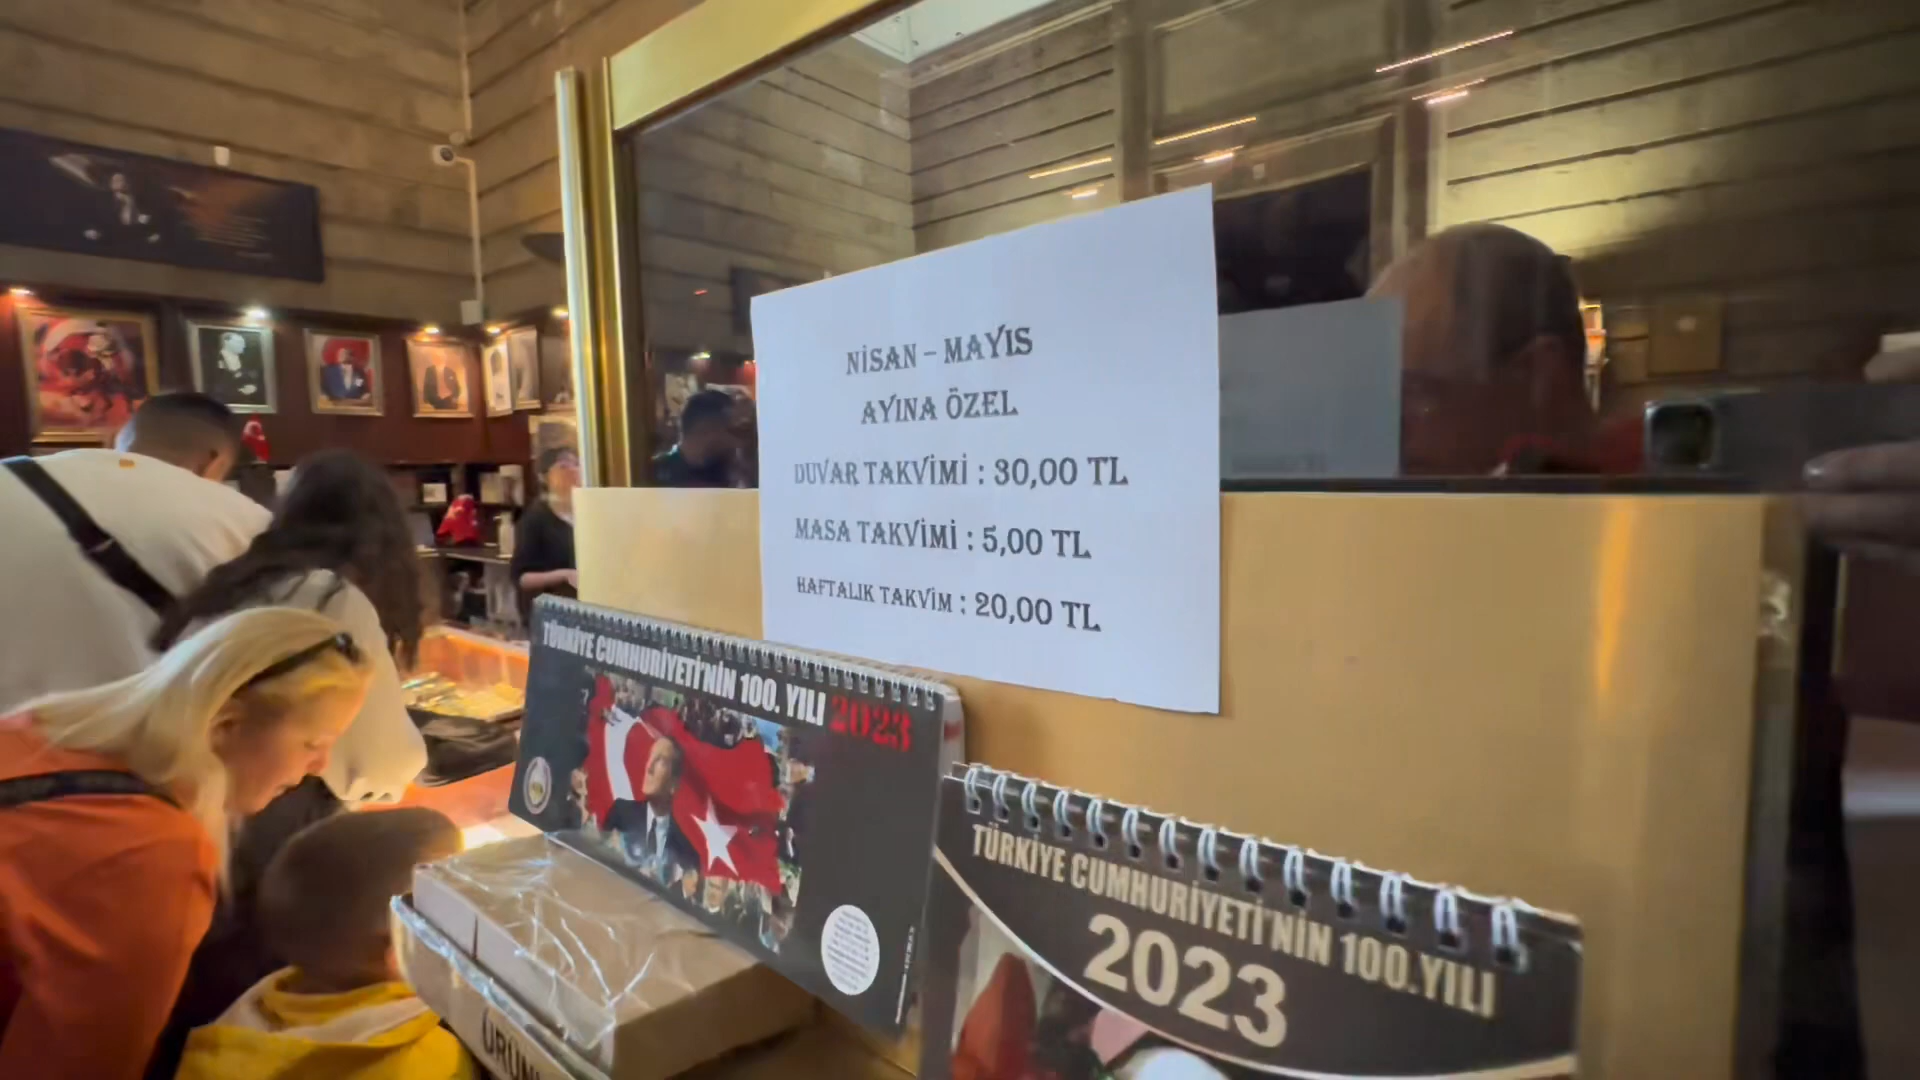 NİSAN – MAYIS
AYINA ÖZEL
DUVAR TAKVİMİ : 30,00 TL
MASA TAKVİMİ : 5,00 TL
HAFTALIK TAKVİM : 20,00 TL
TÜRKİYE CUMHURİYETİ'NİN 100. YILI 2023
TÜRKİYE CUMHURİYETİ'NİN 100.YILI
2023